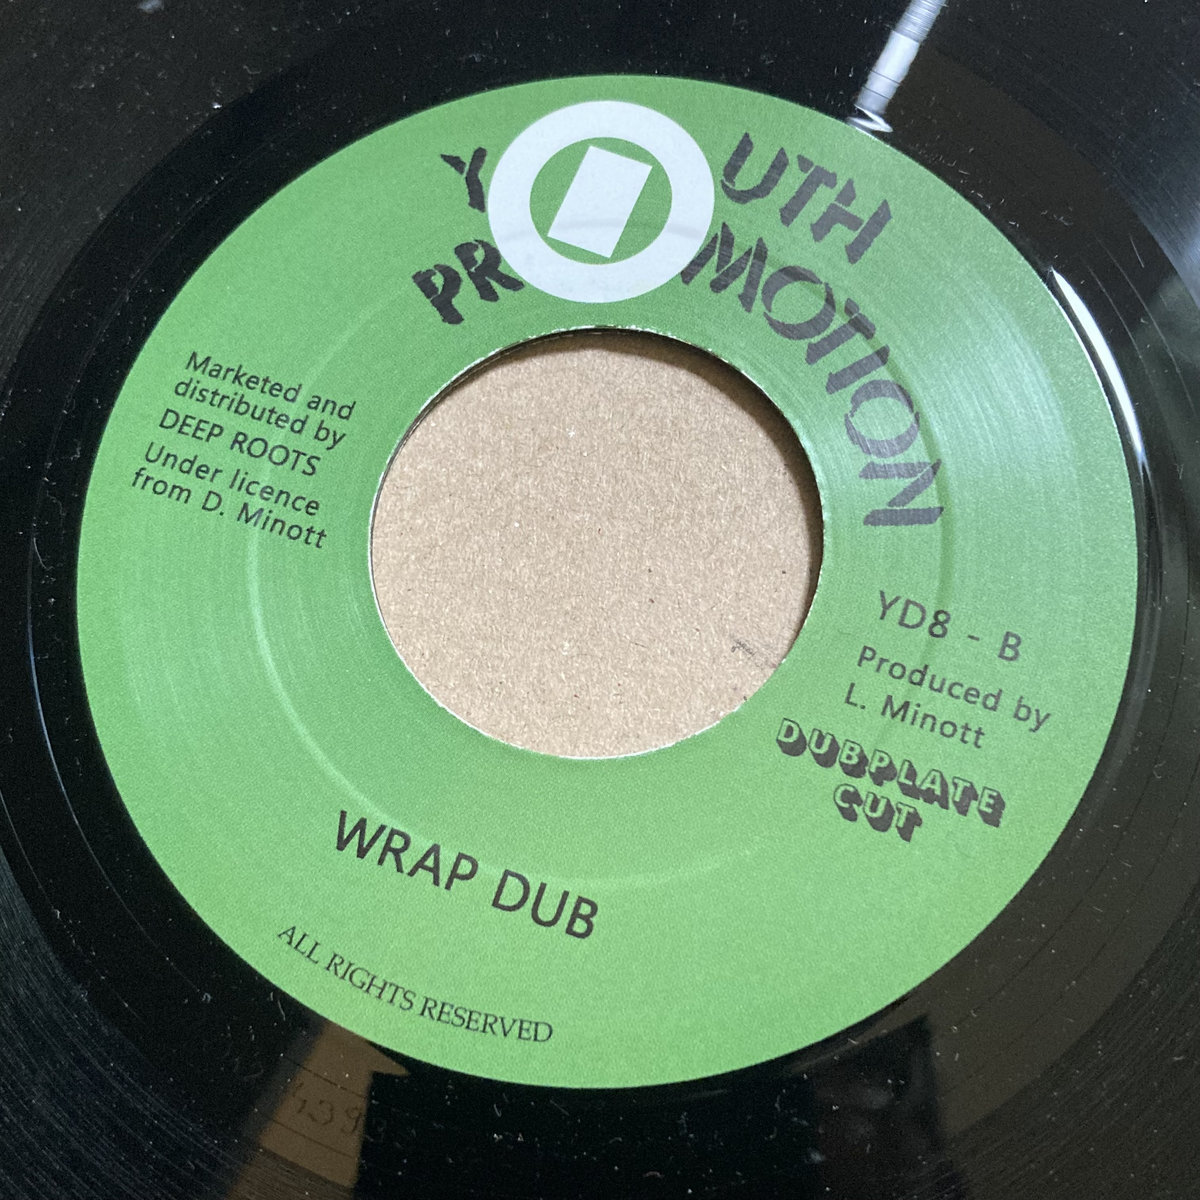 YOUTH
PROMOTION
Marketed and
distributed by
DEEP ROOTS
Under licence
from D. Minott
YD8 - B
Produced by
L. Minott
DUBPLATE
CUT
WRAP DUB
ALL RIGHTS RESERVED